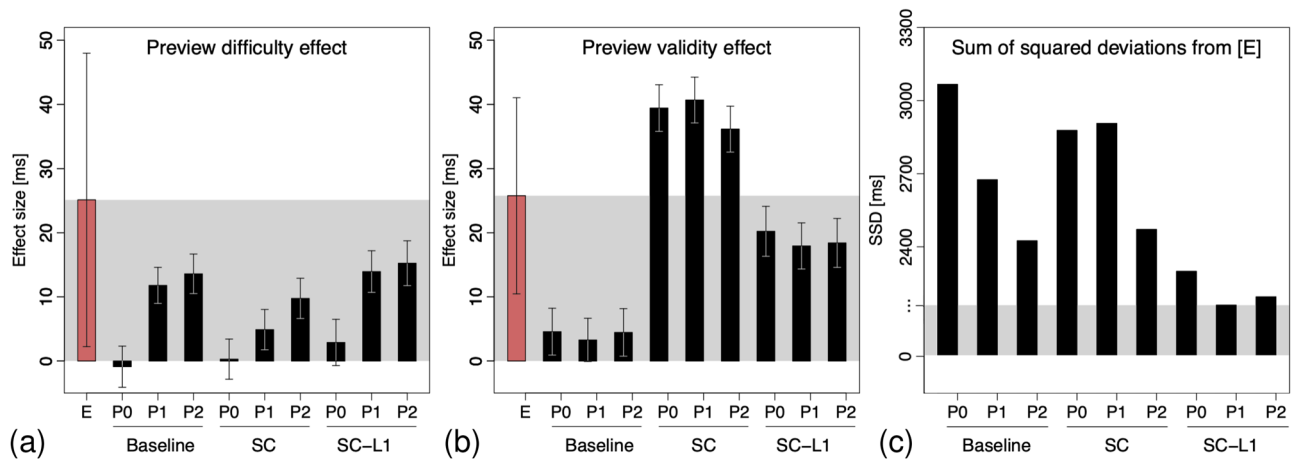 Preview difficulty effect
Effect size [ms]
50
40
30
20
10
0
E P0 P1 P2 P0 P1 P2 P0 P1 P2
Baseline SC SC−L1
(a)
Preview validity effect
Effect size [ms]
50
40
30
20
10
0
E P0 P1 P2 P0 P1 P2 P0 P1 P2
Baseline SC SC−L1
(b)
Sum of squared deviations from [E]
SSD [ms]
3300
3000
2700
2400
...
0
P0 P1 P2 P0 P1 P2 P0 P1 P2
Baseline SC SC−L1
(c)